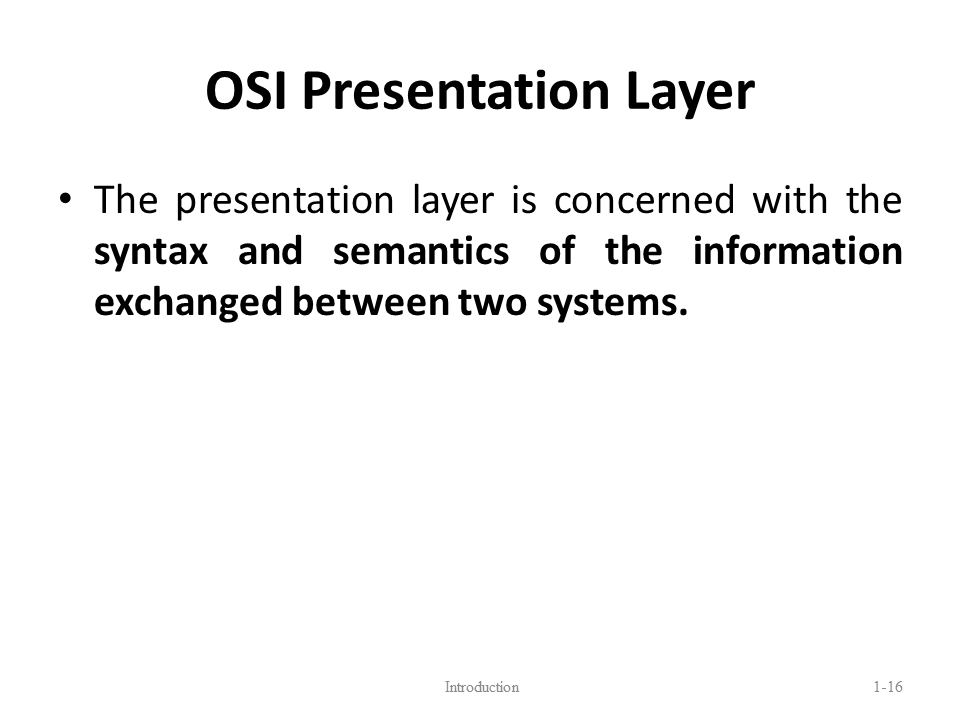 OSI Presentation Layer
• The presentation layer is concerned with the
syntax and semantics of the information
exchanged between two systems.
Introduction
1-16